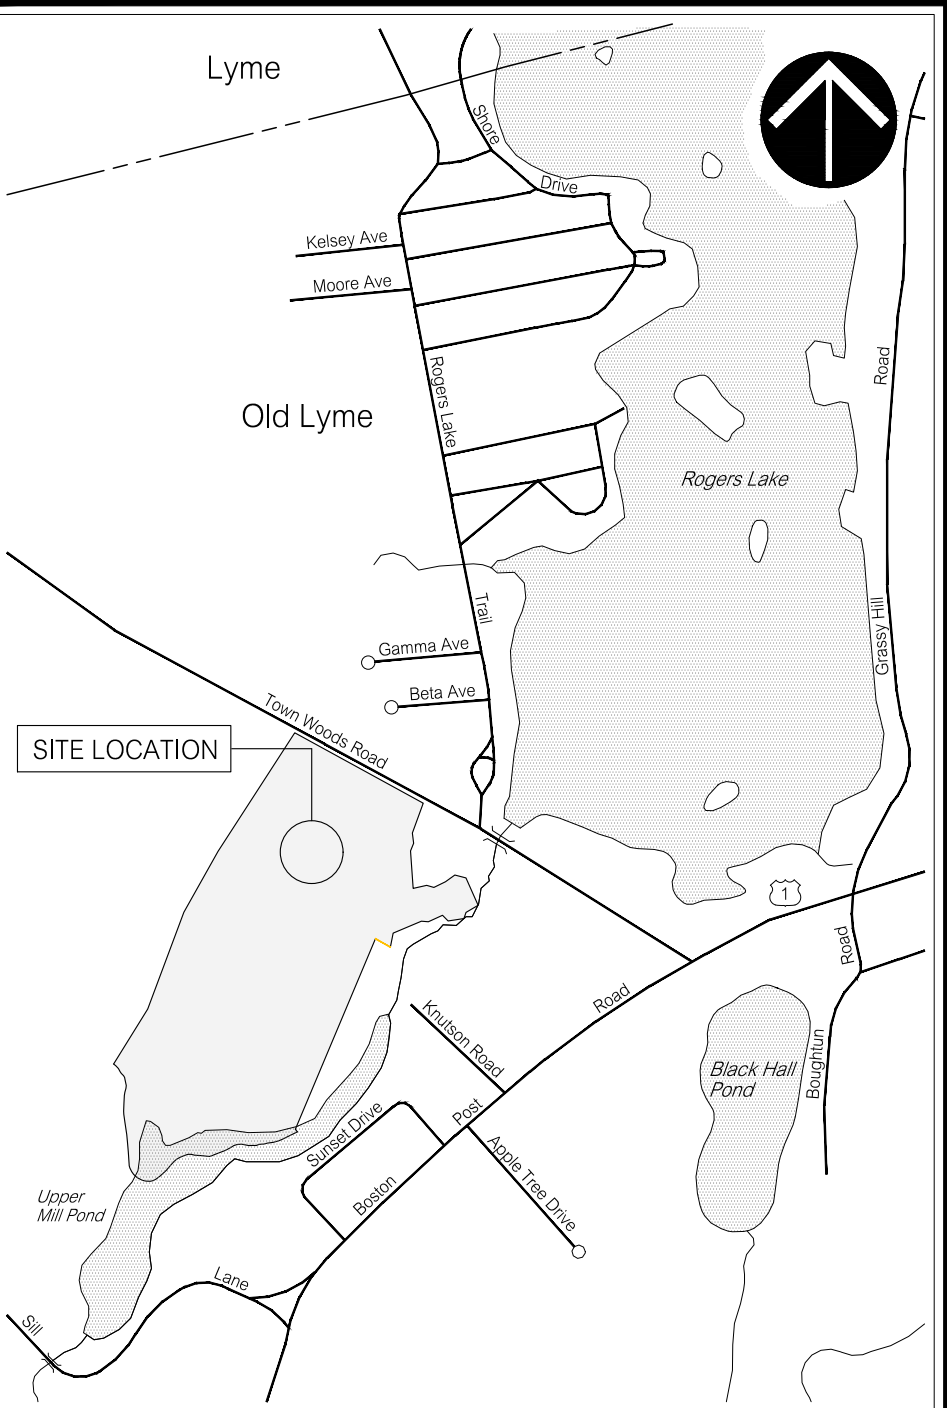 Lyme
Shore
Drive
Kelsey Ave
Moore Ave
Rogers Lake
Road
Old Lyme
Rogers Lake
Trail
Grassy Hill
Gamma Ave
Beta Ave
Town Woods Road
SITE LOCATION
1
Road
Road
Knutson Road
Black Hall
Pond
Boughtun
Post
Sunset Drive
Apple Tree Drive
Boston
Upper
Mill Pond
Lane
Sill